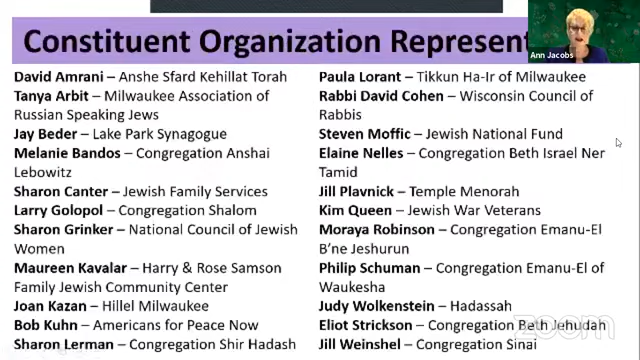 Constituent Organization Represent
Ann Jacobs
David Amrani – Anshe Sfard Kehillat Torah
Tanya Arbit – Milwaukee Association of
Russian Speaking Jews
Jay Beder – Lake Park Synagogue
Melanie Bandos – Congregation Anshai
Lebowitz
Sharon Canter – Jewish Family Services
Larry Golopol – Congregation Shalom
Sharon Grinker – National Council of Jewish
Women
Maureen Kavalar – Harry & Rose Samson
Family Jewish Community Center
Joan Kazan – Hillel Milwaukee
Bob Kuhn – Americans for Peace Now
Sharon Lerman – Congregation Shir Hadash
Paula Lorant – Tikkun Ha-Ir of Milwaukee
Rabbi David Cohen – Wisconsin Council of
Rabbis
Steven Moffic – Jewish National Fund
Elaine Nelles – Congregation Beth Israel Ner
Tamid
Jill Plavnick – Temple Menorah
Kim Queen – Jewish War Veterans
Moraya Robinson – Congregation Emanu-El
B'ne Jeshurun
Philip Schuman – Congregation Emanu-El of
Waukesha
Judy Wolkenstein – Hadassah
Eliot Strickson – Congregation Beth Jehudah
Jill Weinshel – Congregation Sinai
zoom